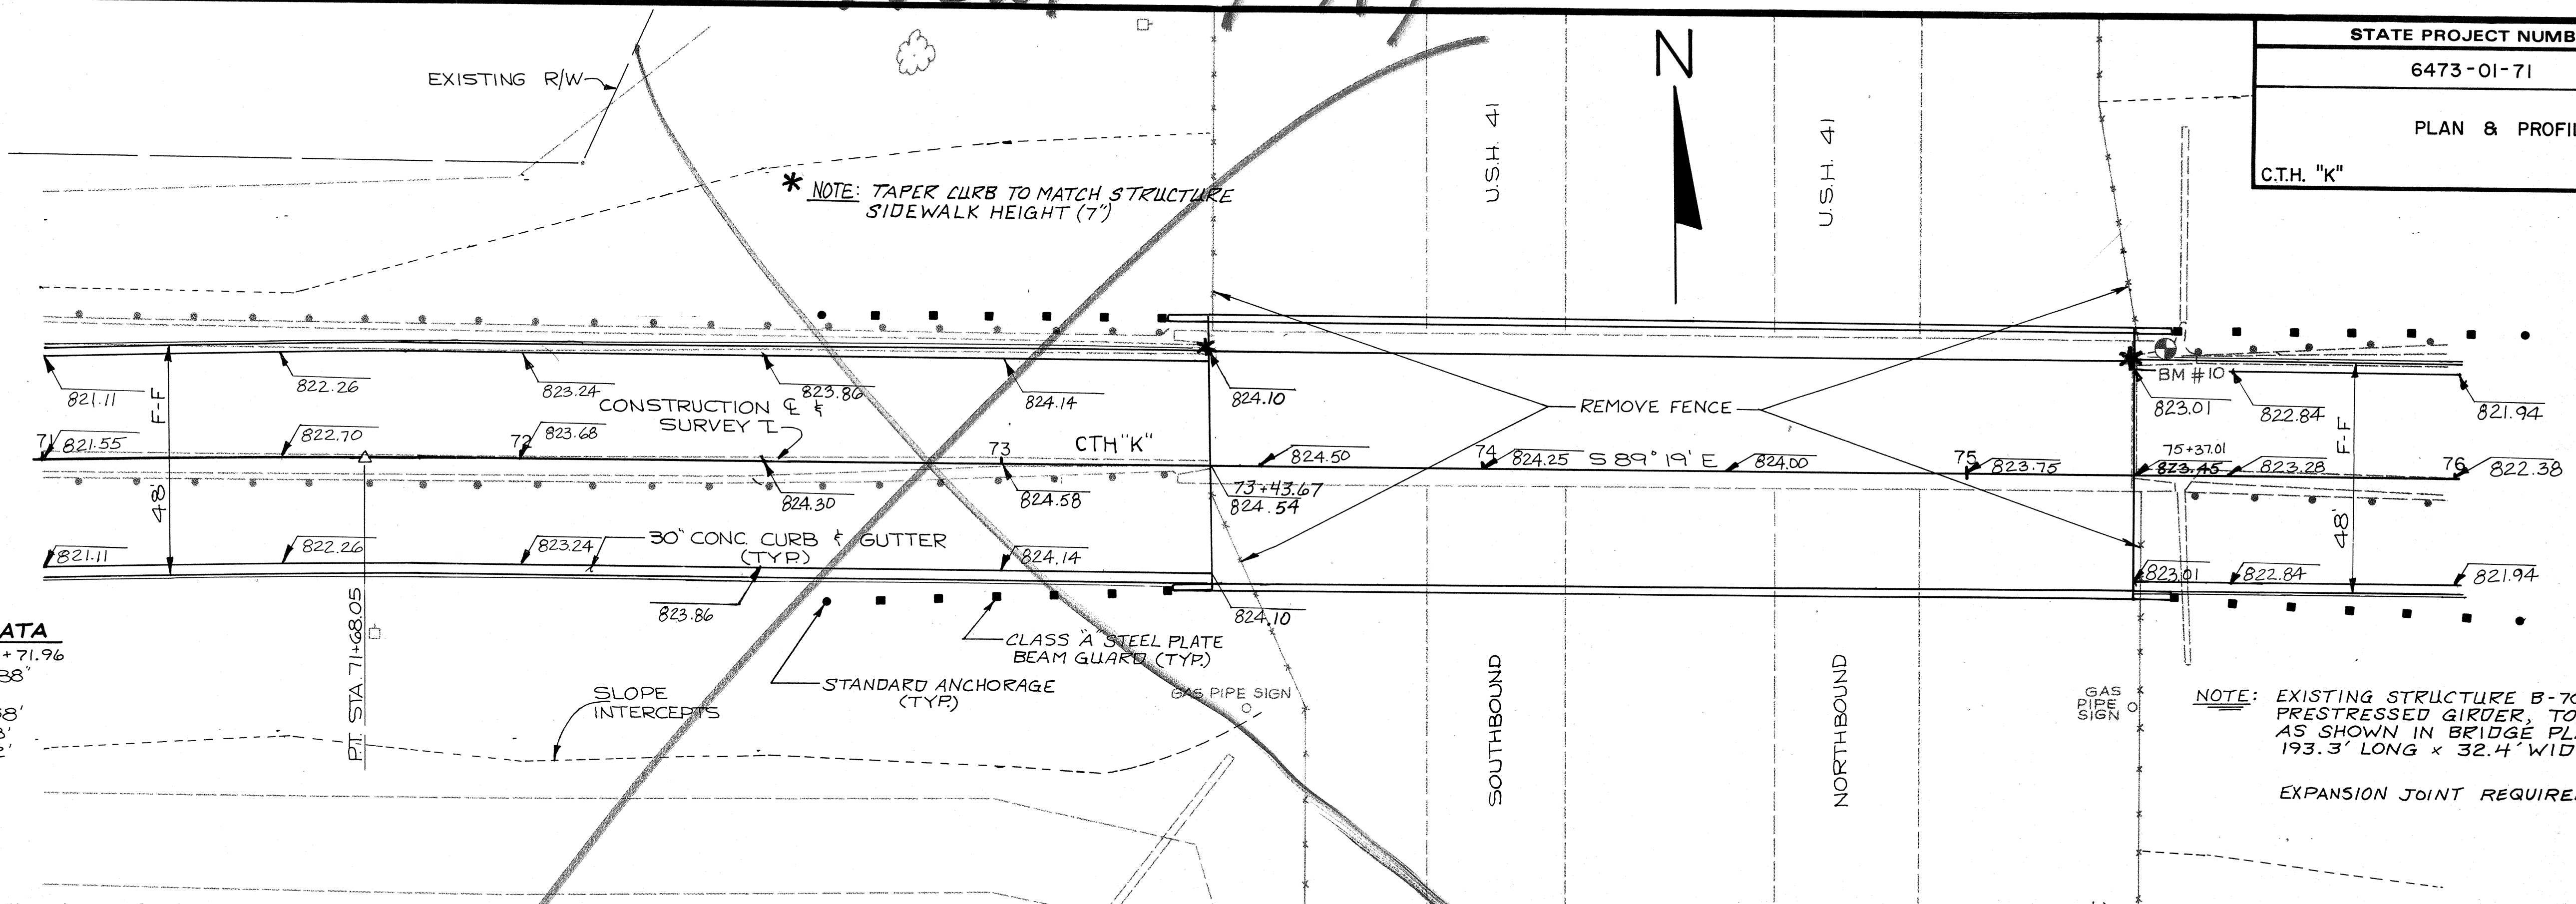 STATE PROJECT NUMB
6473-01-71
PLAN & PROFIL
C.T.H. "K"
EXISTING R/W
N
U.S.H. 41
U.S.H. 41
* NOTE: TAPER CURB TO MATCH STRUCTURE
SIDEWALK HEIGHT (7")
821.11
48' F-F
822.26
823.24
823.86
824.14
824.10
REMOVE FENCE
BM #10
823.01
822.84
821.94
CONSTRUCTION ℄ &
SURVEY
CTH "K"
71
821.55
822.70
72
823.68
824.30
73
824.58
73+43.67
824.54
824.50
74
824.25
S 89° 19' E
824.00
75
823.75
75+37.01
823.45
823.28
48' F-F
76
822.38
821.11
822.26
823.24
30" CONC. CURB & GUTTER
(TYP.)
824.14
823.86
824.10
823.01
822.84
821.94
CLASS "A" STEEL PLATE
BEAM GUARD (TYP.)
STANDARD ANCHORAGE
(TYP.)
SLOPE
INTERCEPTS
P.T. STA. 71+68.05
ATA
+71.96
38"
58'
3'
2'
GAS PIPE SIGN
SOUTHBOUND
NORTHBOUND
GAS
PIPE
SIGN
NOTE: EXISTING STRUCTURE B-70
PRESTRESSED GIRDER, TO
AS SHOWN IN BRIDGE PL
193.3' LONG x 32.4' WID
EXPANSION JOINT REQUIRE